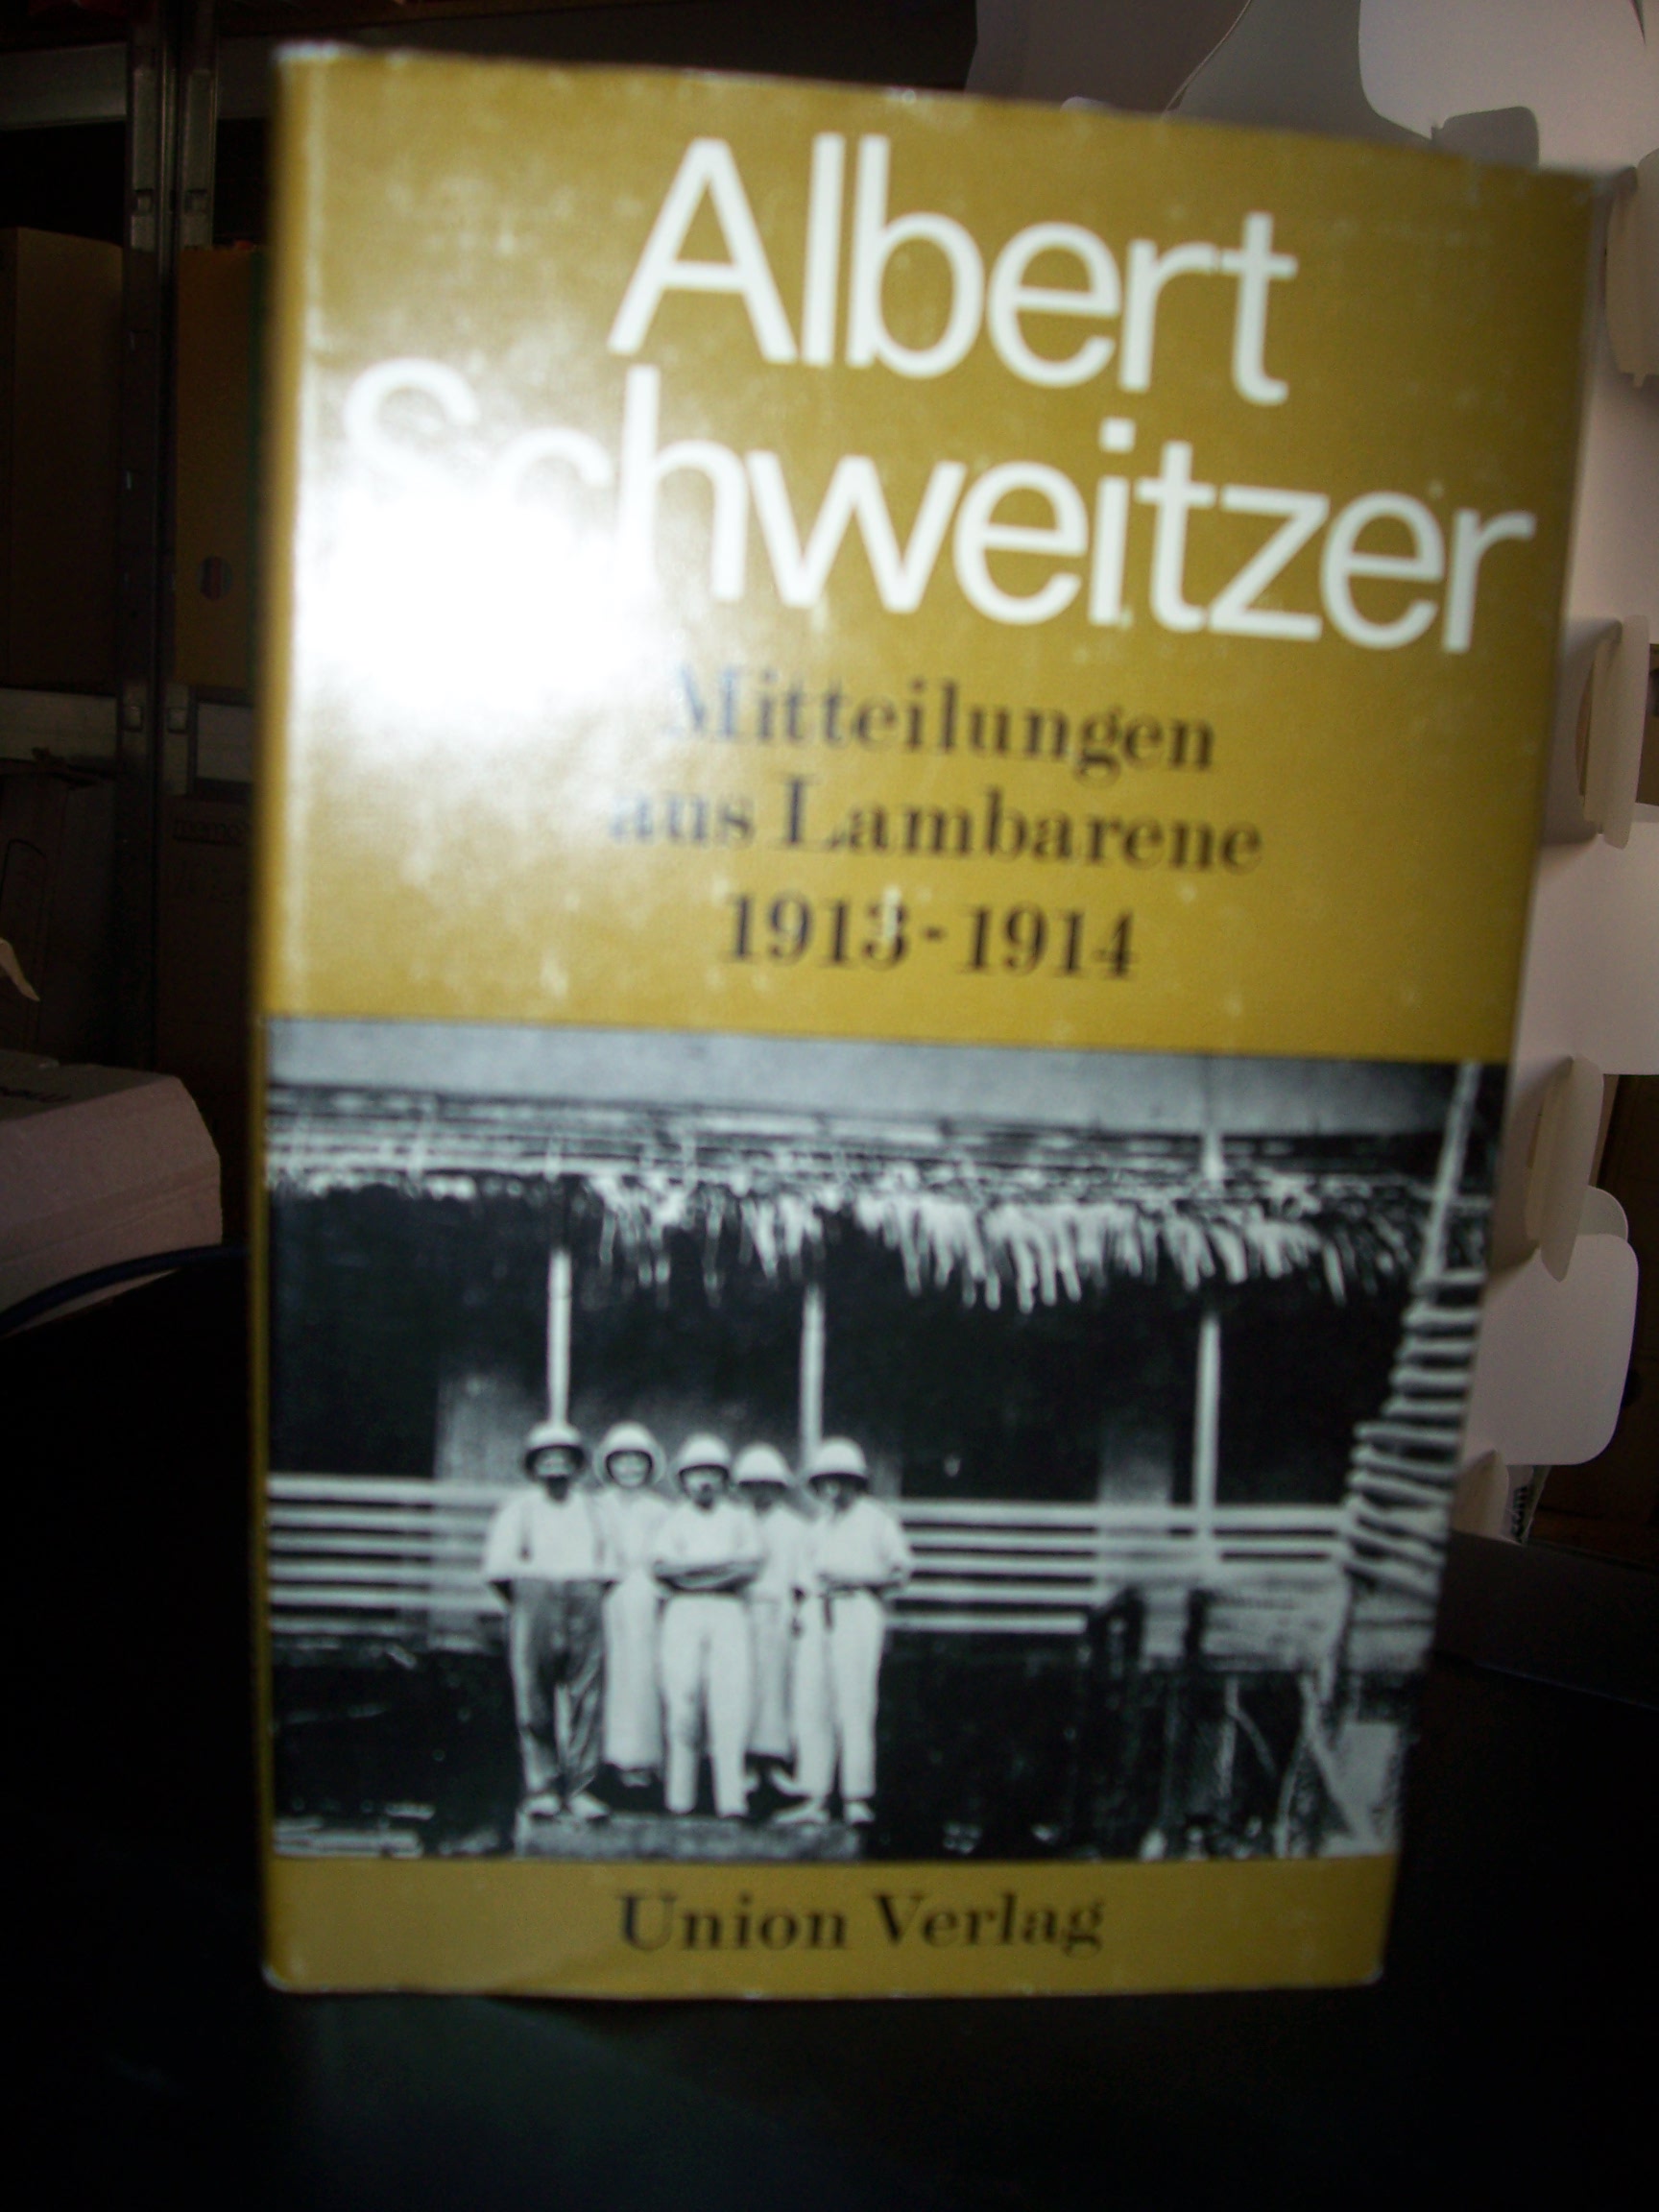 Albert
Schweitzer
Mitteilungen
aus Lambarene
1913-1914
Union Verlag